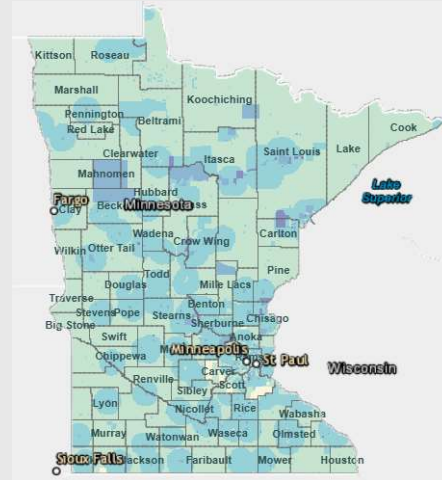 Kittson
Roseau
Marshall
Koochiching
Pennington
Beltrami
Red Lake
Cook
Clearwater
Itasca
Saint Louis
Lake
Mahnomen
Hubbard
Lake
Superior
Fargo
Clay
Minnesota
Wadena
Carlton
Wilkin
Otter Tail
Crow Wing
Todd
Pine
Douglas
Mille Lacs
Traverse
Benton
Stevens
Pope
Stearns
Sherburne
Chisago
Big Stone
Swift
Anoka
Minneapolis
St Paul
Wisconsin
Chippewa
Carver
Renville
Scott
Sibley
Lyon
Nicollet
Rice
Wabasha
Murray
Watonwan
Waseca
Olmsted
Sioux Falls
Faribault
Mower
Houston